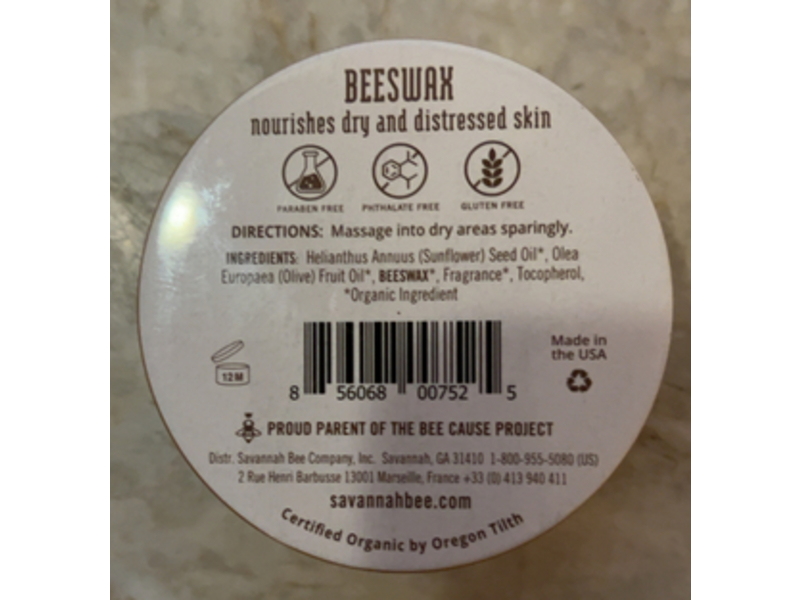 BEESWAX
nourishes dry and distressed skin
PARABEN FREE PHTHALATE FREE GLUTEN FREE
DIRECTIONS: Massage into dry areas sparingly.
INGREDIENTS: Helianthus Annuus (Sunflower) Seed Oil*, Olea
Europaea (Olive) Fruit Oil*, BEESWAX*, Fragrance*, Tocopherol,
*Organic Ingredient
12M
8 56068 00752 5
Made in
the USA
PROUD PARENT OF THE BEE CAUSE PROJECT
Distr. Savannah Bee Company, Inc. Savannah, GA 31410 1-800-955-5080 (US)
2 Rue Henri Barbusse 13001 Marseille, France +33 (0) 413 940 411
savannahbee.com
Certified Organic by Oregon Tilth